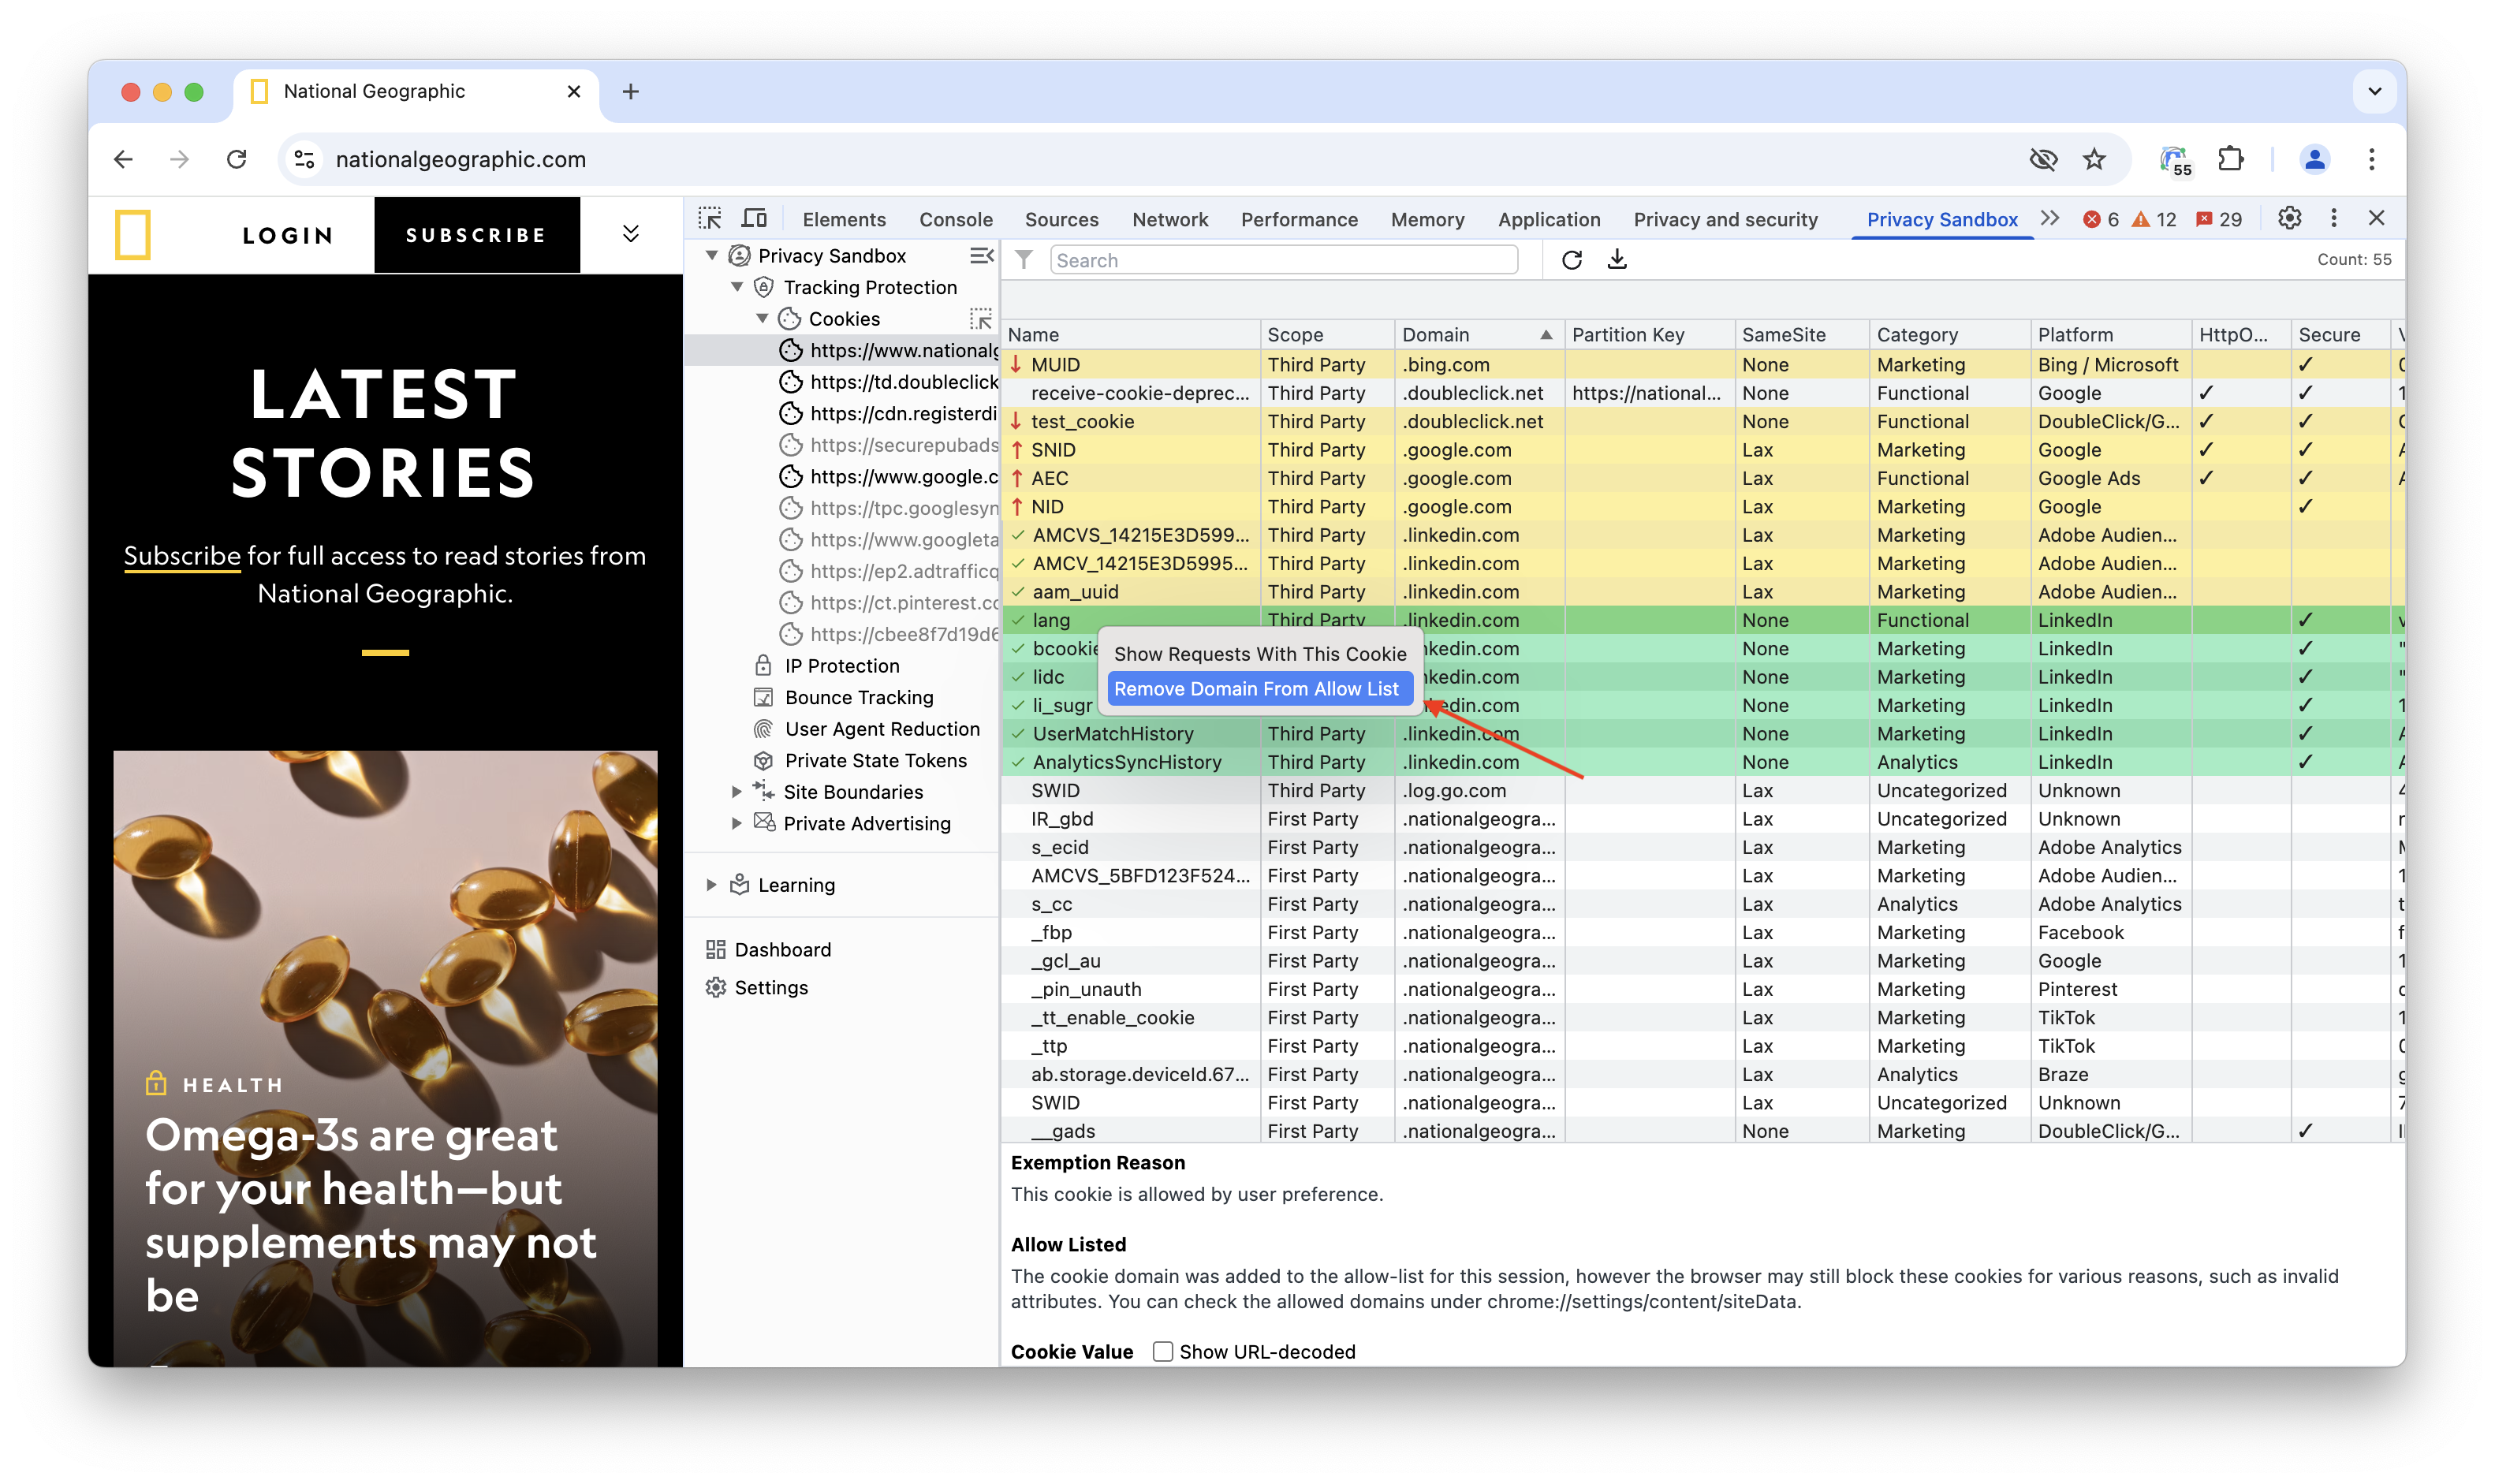 National Geographic
nationalgeographic.com
55
LOGIN
SUBSCRIBE
LATEST
STORIES
Subscribe for full access to read stories from
National Geographic.
HEALTH
Omega-3s are great
for your health—but
supplements may not
be
Elements Console Sources Network Performance Memory Application Privacy and security Privacy Sandbox 6 12 29
Privacy Sandbox
Tracking Protection
Cookies
https://www.national
https://td.doubleclick
https://cdn.registerdi
https://securepubads
https://www.google.c
https://tpc.googlesyn
https://www.googleta
https://ep2.adtrafficq
https://ct.pinterest.co
https://cbee8f7d19d6
IP Protection
Bounce Tracking
User Agent Reduction
Private State Tokens
Site Boundaries
Private Advertising
Learning
Dashboard
Settings
Search
Count: 55
Name Scope Domain Partition Key SameSite Category Platform HttpO... Secure
MUID Third Party .bing.com None Marketing Bing / Microsoft ✓
receive-cookie-deprec... Third Party .doubleclick.net https://national... None Functional Google ✓ ✓ 1
test_cookie Third Party .doubleclick.net None Functional DoubleClick/G... ✓ ✓
SNID Third Party .google.com Lax Marketing Google ✓ ✓
AEC Third Party .google.com Lax Functional Google Ads ✓ ✓
NID Third Party .google.com Lax Marketing Google ✓
AMCVS_14215E3D599... Third Party .linkedin.com Lax Marketing Adobe Audien...
AMCV_14215E3D5995... Third Party .linkedin.com Lax Marketing Adobe Audien...
aam_uuid Third Party .linkedin.com Lax Marketing Adobe Audien...
lang Third Party .linkedin.com None Functional LinkedIn ✓
bcookie nkedin.com None Marketing LinkedIn ✓
lidc nkedin.com None Marketing LinkedIn ✓
li_sugr nkedin.com None Marketing LinkedIn ✓ 1
Show Requests With This Cookie
Remove Domain From Allow List
UserMatchHistory Third Party .linkedin.com None Marketing LinkedIn ✓
AnalyticsSyncHistory Third Party .linkedin.com None Analytics LinkedIn ✓
SWID Third Party .log.go.com Lax Uncategorized Unknown
IR_gbd First Party .nationalgeogra... Lax Uncategorized Unknown
s_ecid First Party .nationalgeogra... Lax Marketing Adobe Analytics
AMCVS_5BFD123F524... First Party .nationalgeogra... Lax Marketing Adobe Audien... 1
s_cc First Party .nationalgeogra... Lax Analytics Adobe Analytics t
_fbp First Party .nationalgeogra... Lax Marketing Facebook f
_gcl_au First Party .nationalgeogra... Lax Marketing Google 1
_pin_unauth First Party .nationalgeogra... Lax Marketing Pinterest
_tt_enable_cookie First Party .nationalgeogra... Lax Marketing TikTok 1
_ttp First Party .nationalgeogra... Lax Marketing TikTok
ab.storage.deviceId.67... First Party .nationalgeogra... Lax Analytics Braze
SWID First Party .nationalgeogra... Lax Uncategorized Unknown
__gads First Party .nationalgeogra... None Marketing DoubleClick/G... ✓
Exemption Reason
This cookie is allowed by user preference.
Allow Listed
The cookie domain was added to the allow-list for this session, however the browser may still block these cookies for various reasons, such as invalid
attributes. You can check the allowed domains under chrome://settings/content/siteData.
Cookie Value Show URL-decoded